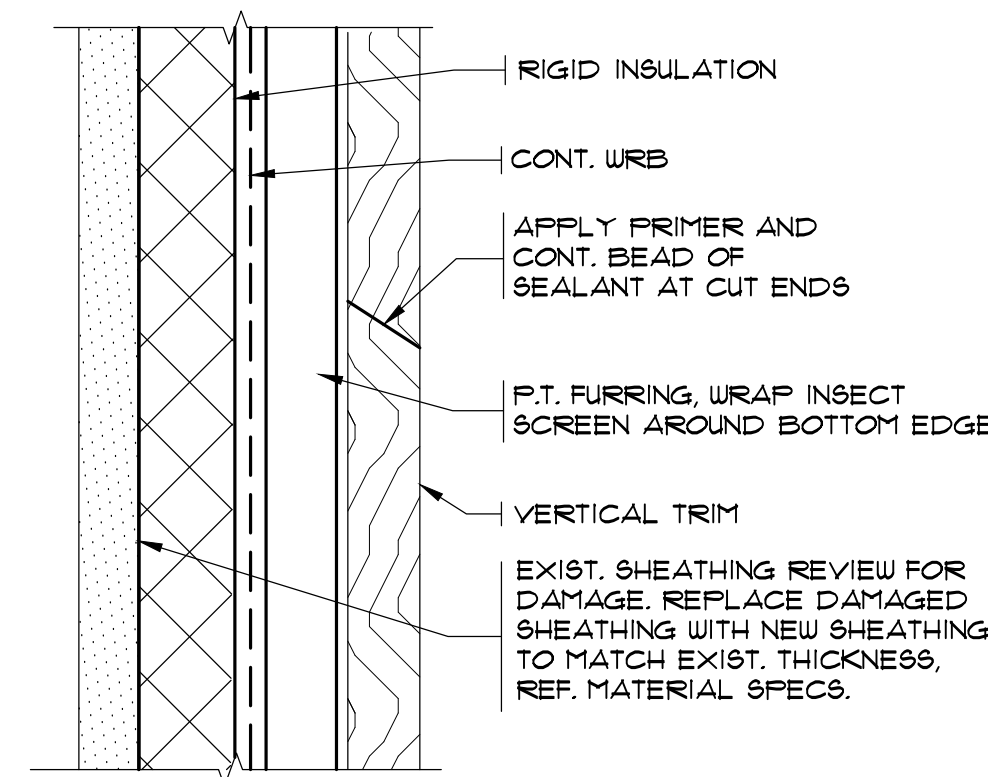 RIGID INSULATION
CONT. WRB
APPLY PRIMER AND
CONT. BEAD OF
SEALANT AT CUT ENDS
P.T. FURRING, WRAP INSECT
SCREEN AROUND BOTTOM EDGE
VERTICAL TRIM
EXIST. SHEATHING REVIEW FOR
DAMAGE. REPLACE DAMAGED
SHEATHING WITH NEW SHEATHING
TO MATCH EXIST. THICKNESS,
REF. MATERIAL SPECS.